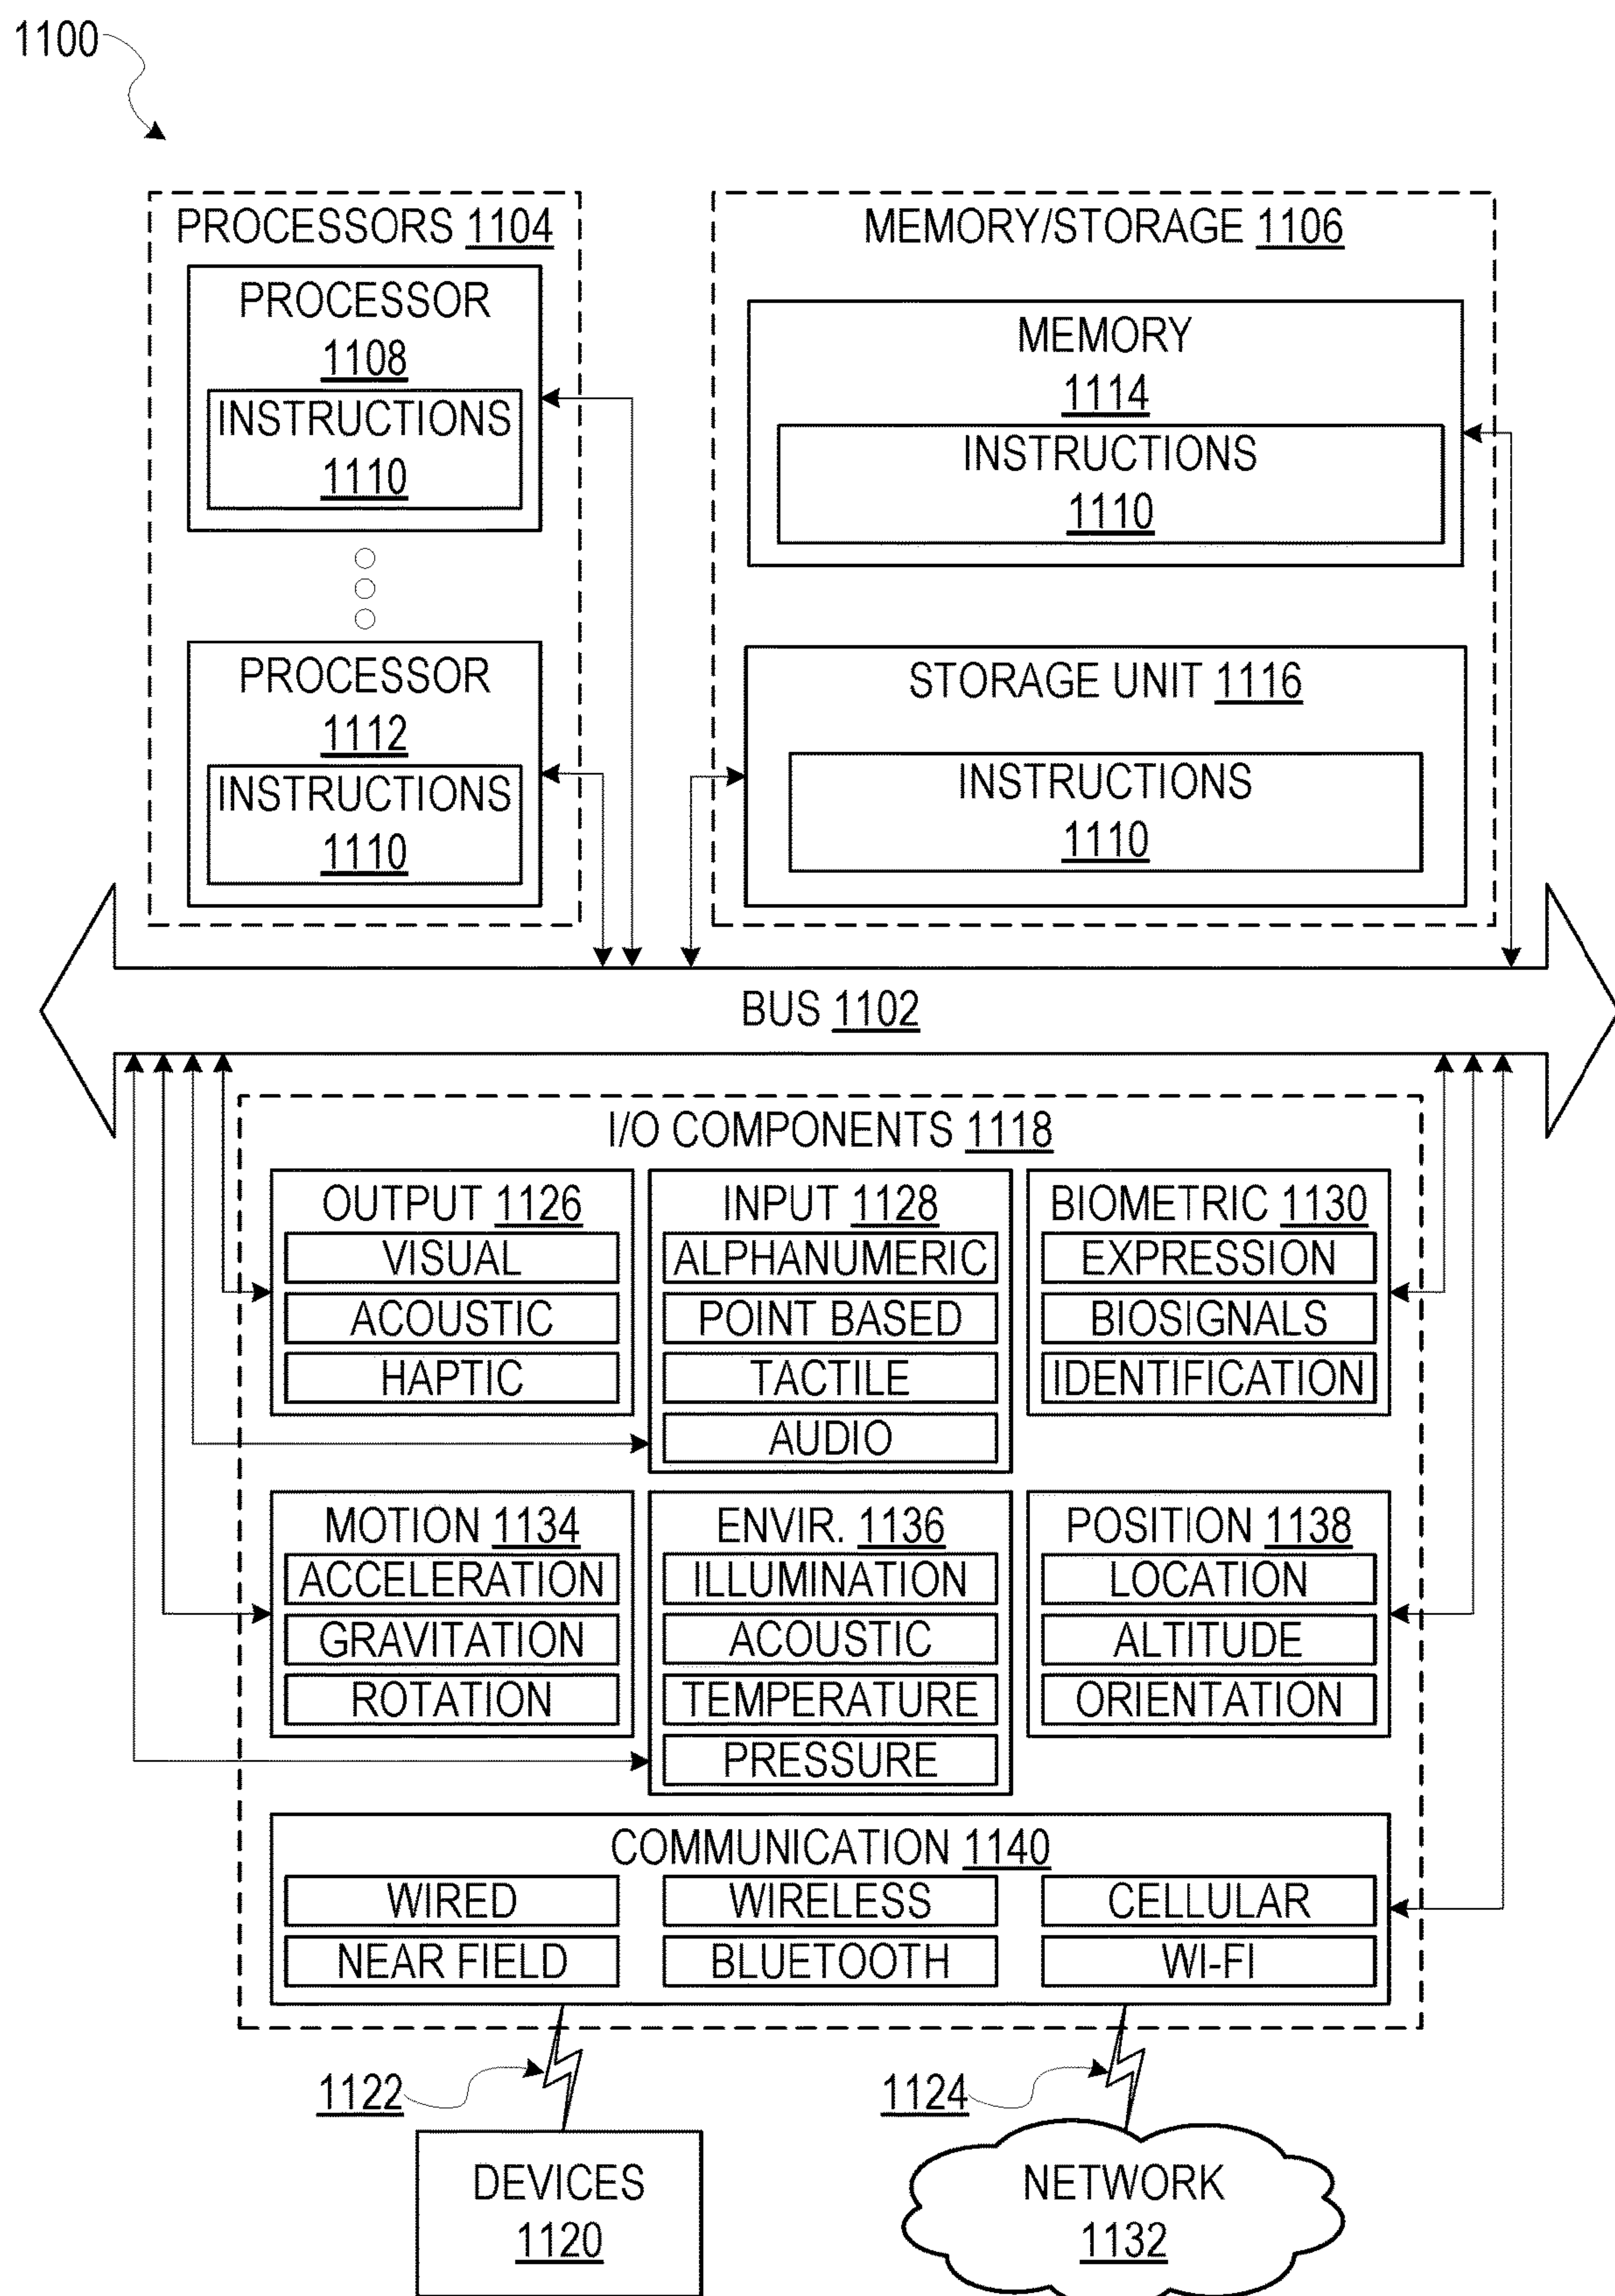 1100
PROCESSORS 1104
PROCESSOR
1108
INSTRUCTIONS
1110
PROCESSOR
1112
INSTRUCTIONS
1110
MEMORY/STORAGE 1106
MEMORY
1114
INSTRUCTIONS
1110
STORAGE UNIT 1116
INSTRUCTIONS
1110
BUS 1102
I/O COMPONENTS 1118
OUTPUT 1126
VISUAL
ACOUSTIC
HAPTIC
INPUT 1128
ALPHANUMERIC
POINT BASED
TACTILE
AUDIO
BIOMETRIC 1130
EXPRESSION
BIOSIGNALS
IDENTIFICATION
MOTION 1134
ACCELERATION
GRAVITATION
ROTATION
ENVIR. 1136
ILLUMINATION
ACOUSTIC
TEMPERATURE
PRESSURE
POSITION 1138
LOCATION
ALTITUDE
ORIENTATION
COMMUNICATION 1140
WIRED
WIRELESS
CELLULAR
NEAR FIELD
BLUETOOTH
WI-FI
1122
1124
DEVICES
1120
NETWORK
1132